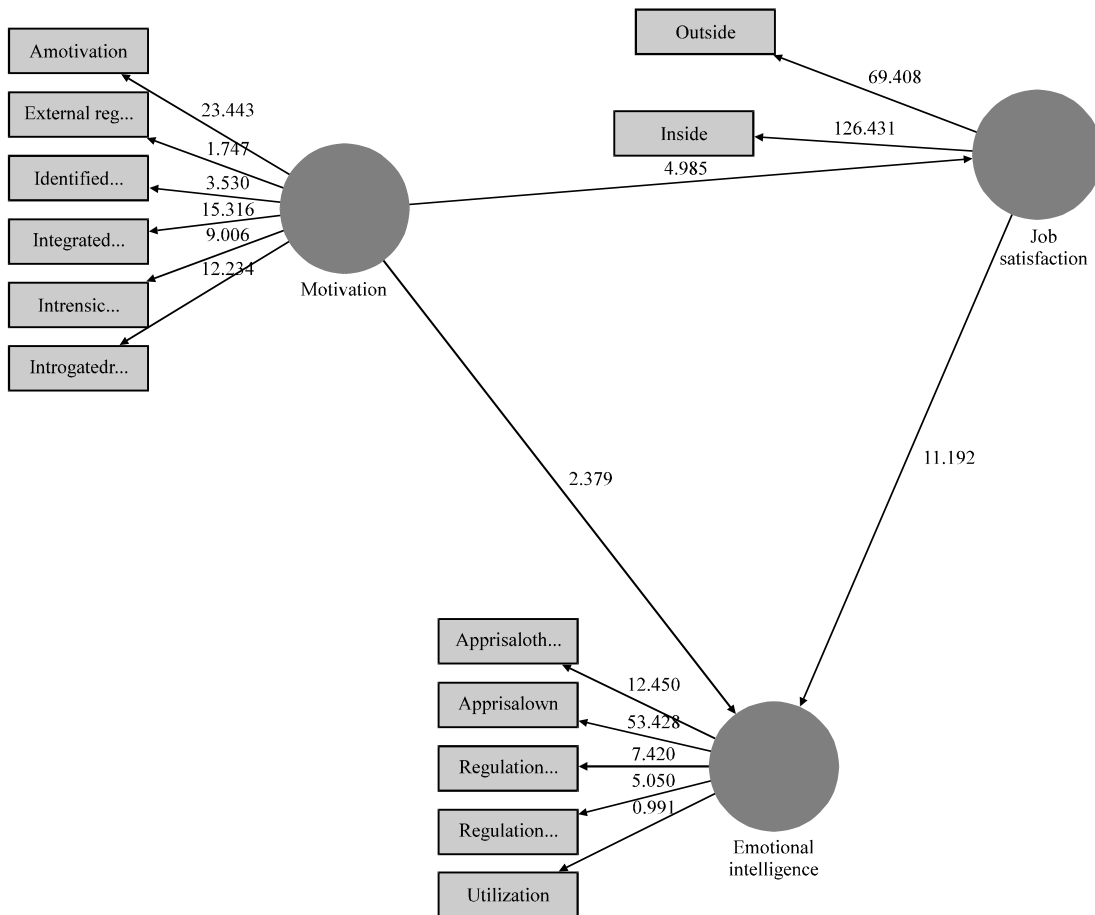 Outside
Amotivation
69.408
23.443
External reg...
126.431
Inside
1.747
4.985
Identified...
3.530
15.316
Integrated...
9.006
Job
satisfaction
12.234
Motivation
Intrensic...
Introgatedr...
11.192
2.379
Apprisaloth...
12.450
Apprisalown
53.428
7.420
Regulation...
5.050
0.991
Regulation...
Emotional
intelligence
Utilization